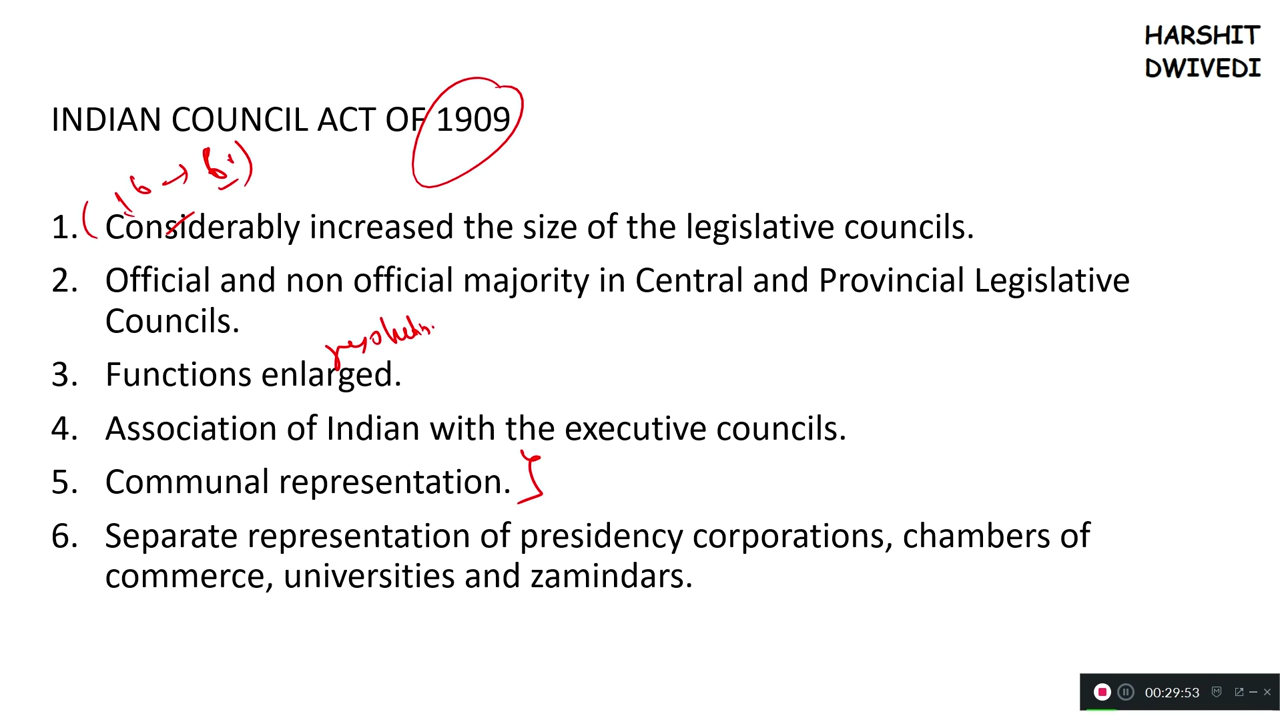 HARSHIT
DWIVEDI
INDIAN COUNCIL ACT OF 1909
16 →
1. ( Considerably increased the size of the legislative councils.
2. Official and non official majority in Central and Provincial Legislative
Councils.
3. Functions enlarged.
4. Association of Indian with the executive councils.
5. Communal representation.
6. Separate representation of presidency corporations, chambers of
commerce, universities and zamindars.
00:29:53